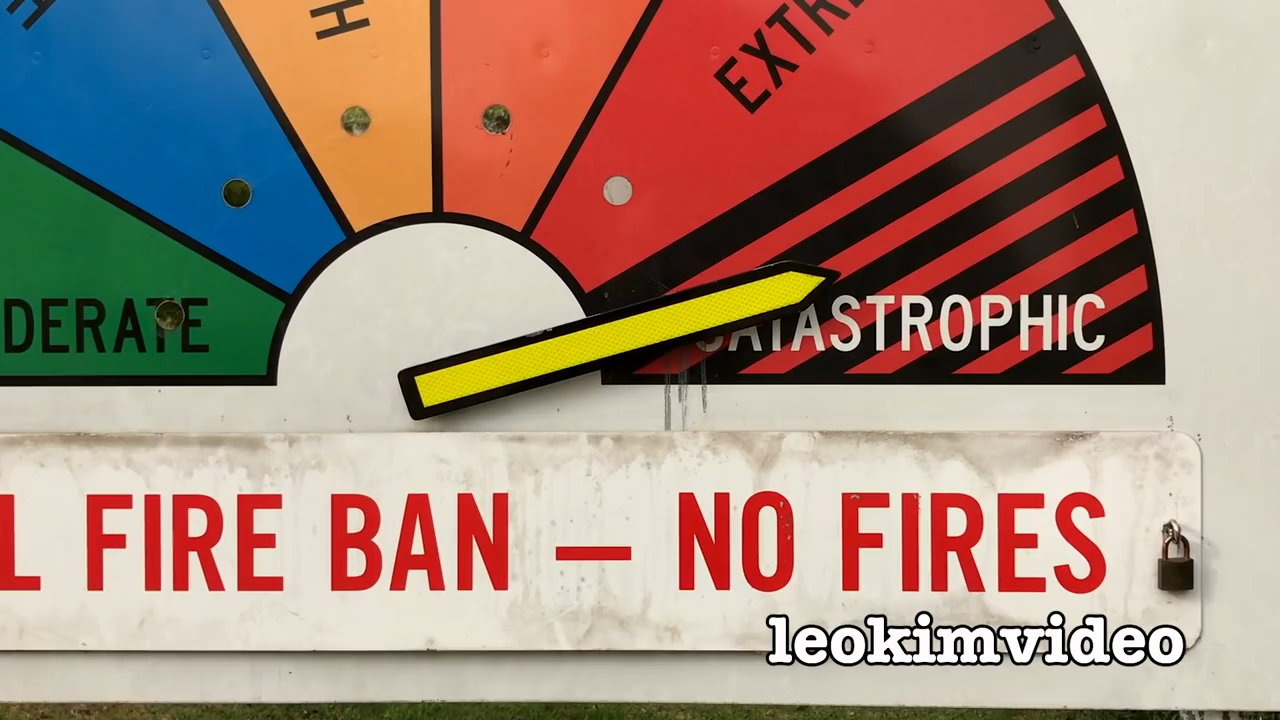 H
H
EXTRE
DERATE
CATASTROPHIC
L FIRE BAN — NO FIRES
leokimvideo